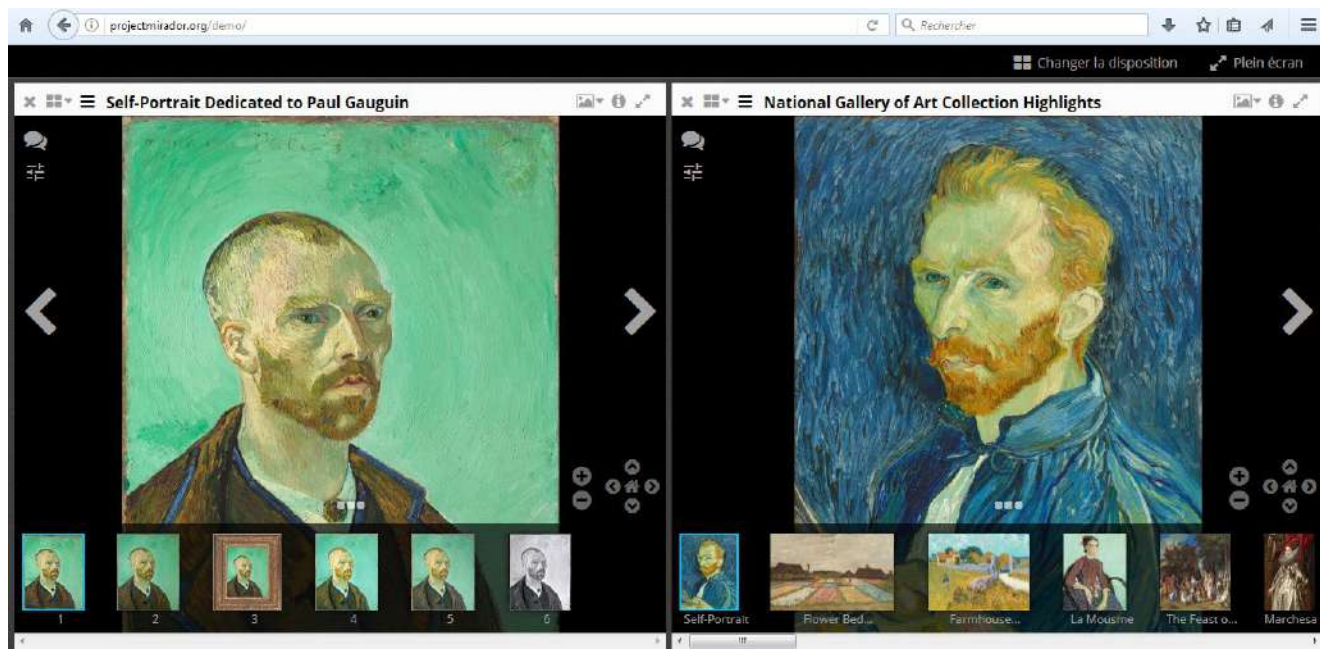 projectmirador.org/demo/
Rechercher
Changer la disposition
Plein écran
Self-Portrait Dedicated to Paul Gauguin
National Gallery of Art Collection Highlights
1 2 3 4 5 6
Self-Portrait Flower Bed... Farmhouse... La Mousme The Feast o... Marchesa